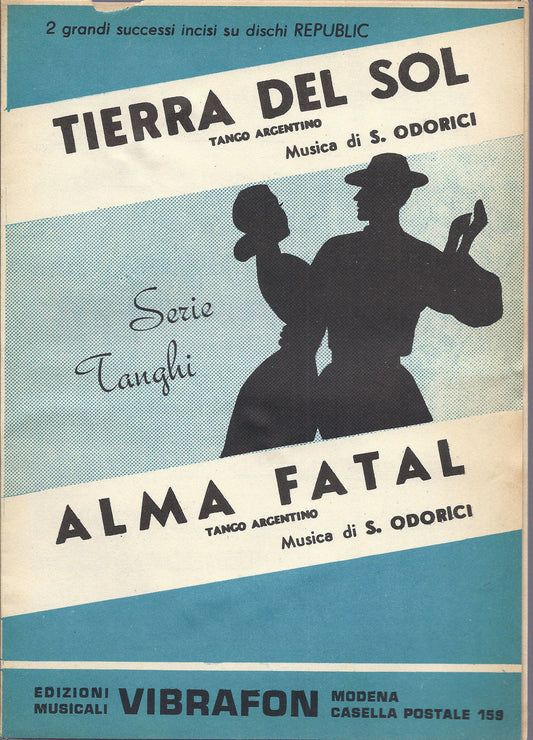 2 grandi successi incisi su dischi REPUBLIC
TIERRA DEL SOL
TANGO ARGENTINO
Musica di S. ODORICI
Serie
Tanghi
ALMA FATAL
TANGO ARGENTINO
Musica di S. ODORICI
EDIZIONI
MUSICALI
VIBRAFON
MODENA
CASELLA POSTALE 159